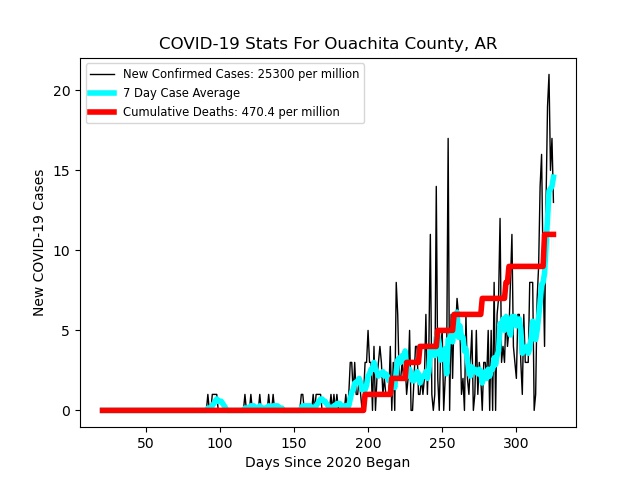 COVID-19 Stats For Ouachita County, AR
New Confirmed Cases: 25300 per million
7 Day Case Average
Cumulative Deaths: 470.4 per million
New COVID-19 Cases
20
15
10
5
0
50 100 150 200 250 300
Days Since 2020 Began